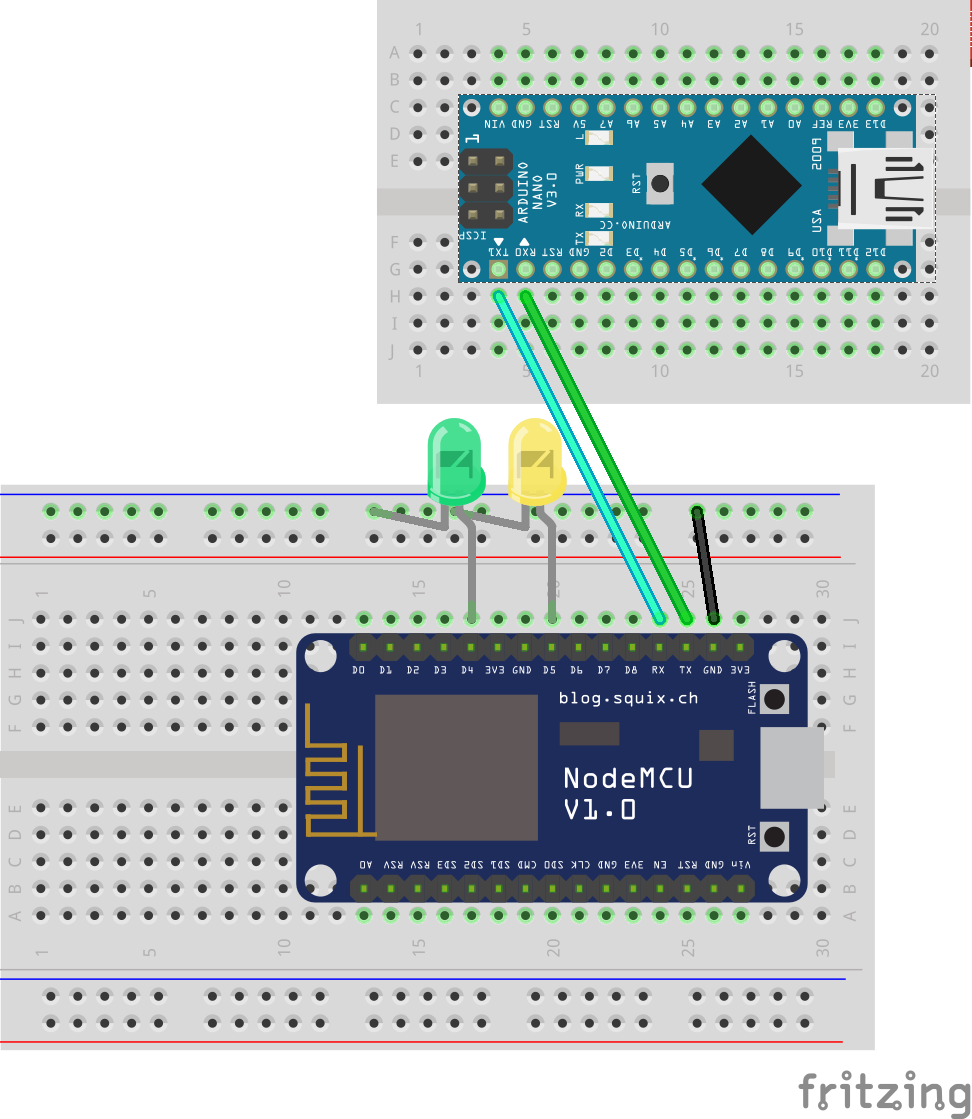 1 5 10 15 20
A
B
C
D
E
F
G
H
I
J
VIN GND RST 5V A7 A6 A5 A4 A3 A2 A1 A0 REF 3V3 D13
1
L
PWR
RX
TX
RST
ARDUINO
NANO
V3.0
ARDUINO.CC
2009
USA
ICSP
TX1 RX0 RST GND D2 D3 D4 D5 D6 D7 D8 D9 D10 D11 D12
1 5 10 15 20
1 5 10 15 20 25 30
J J
I I
H H
G G
F F
D0 D1 D2 D3 D4 3V3 GND D5 D6 D7 D8 RX TX GND 3V3
blog.squix.ch
FLASH
NodeMCU
V1.0
RST
E E
D D
C C
B B
A A
A0 RSV RSV SD3 SD2 SD1 CMD SD0 CLK GND 3V3 EN RST GND Vin
1 5 10 15 20 25 30
fritzing